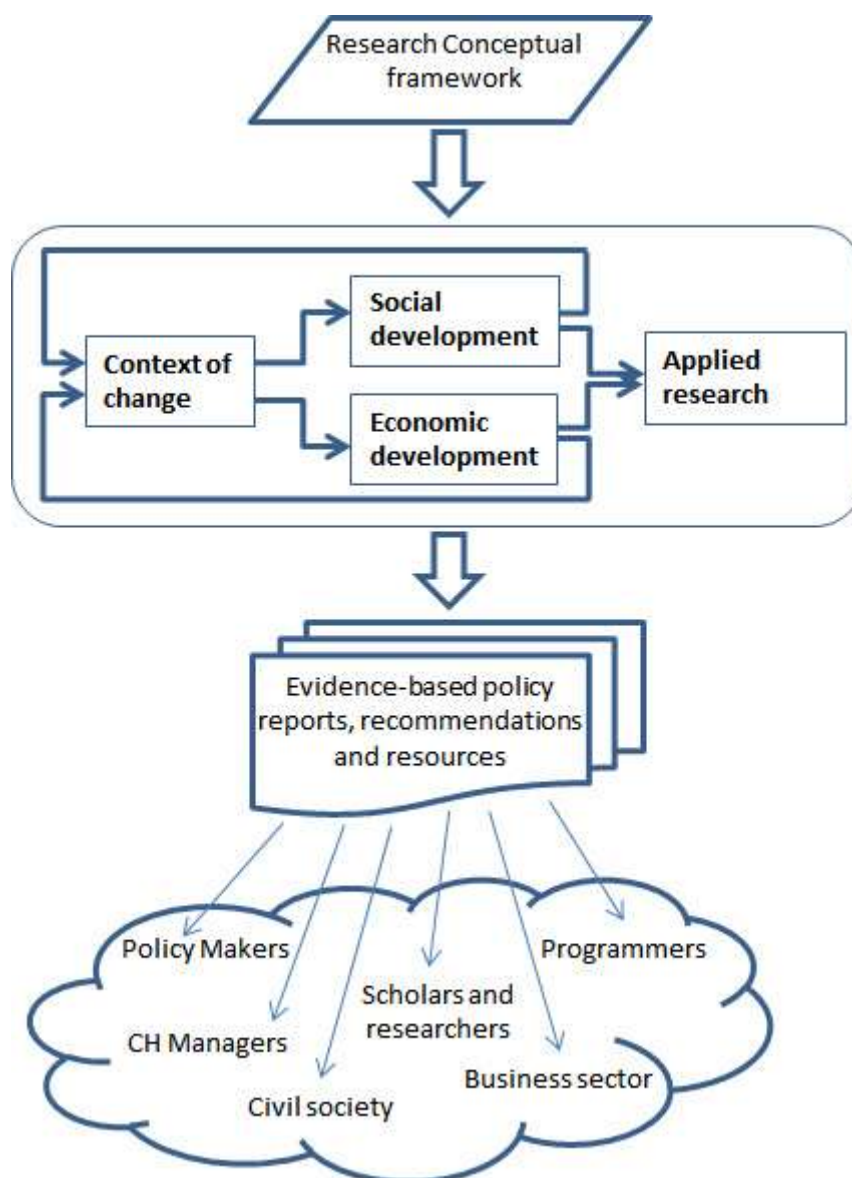 Research Conceptual
framework
Social
development
Context of
change
Applied
research
Economic
development
Evidence-based policy
reports, recommendations
and resources
Policy Makers
Programmers
Scholars and
researchers
CH Managers
Business sector
Civil society